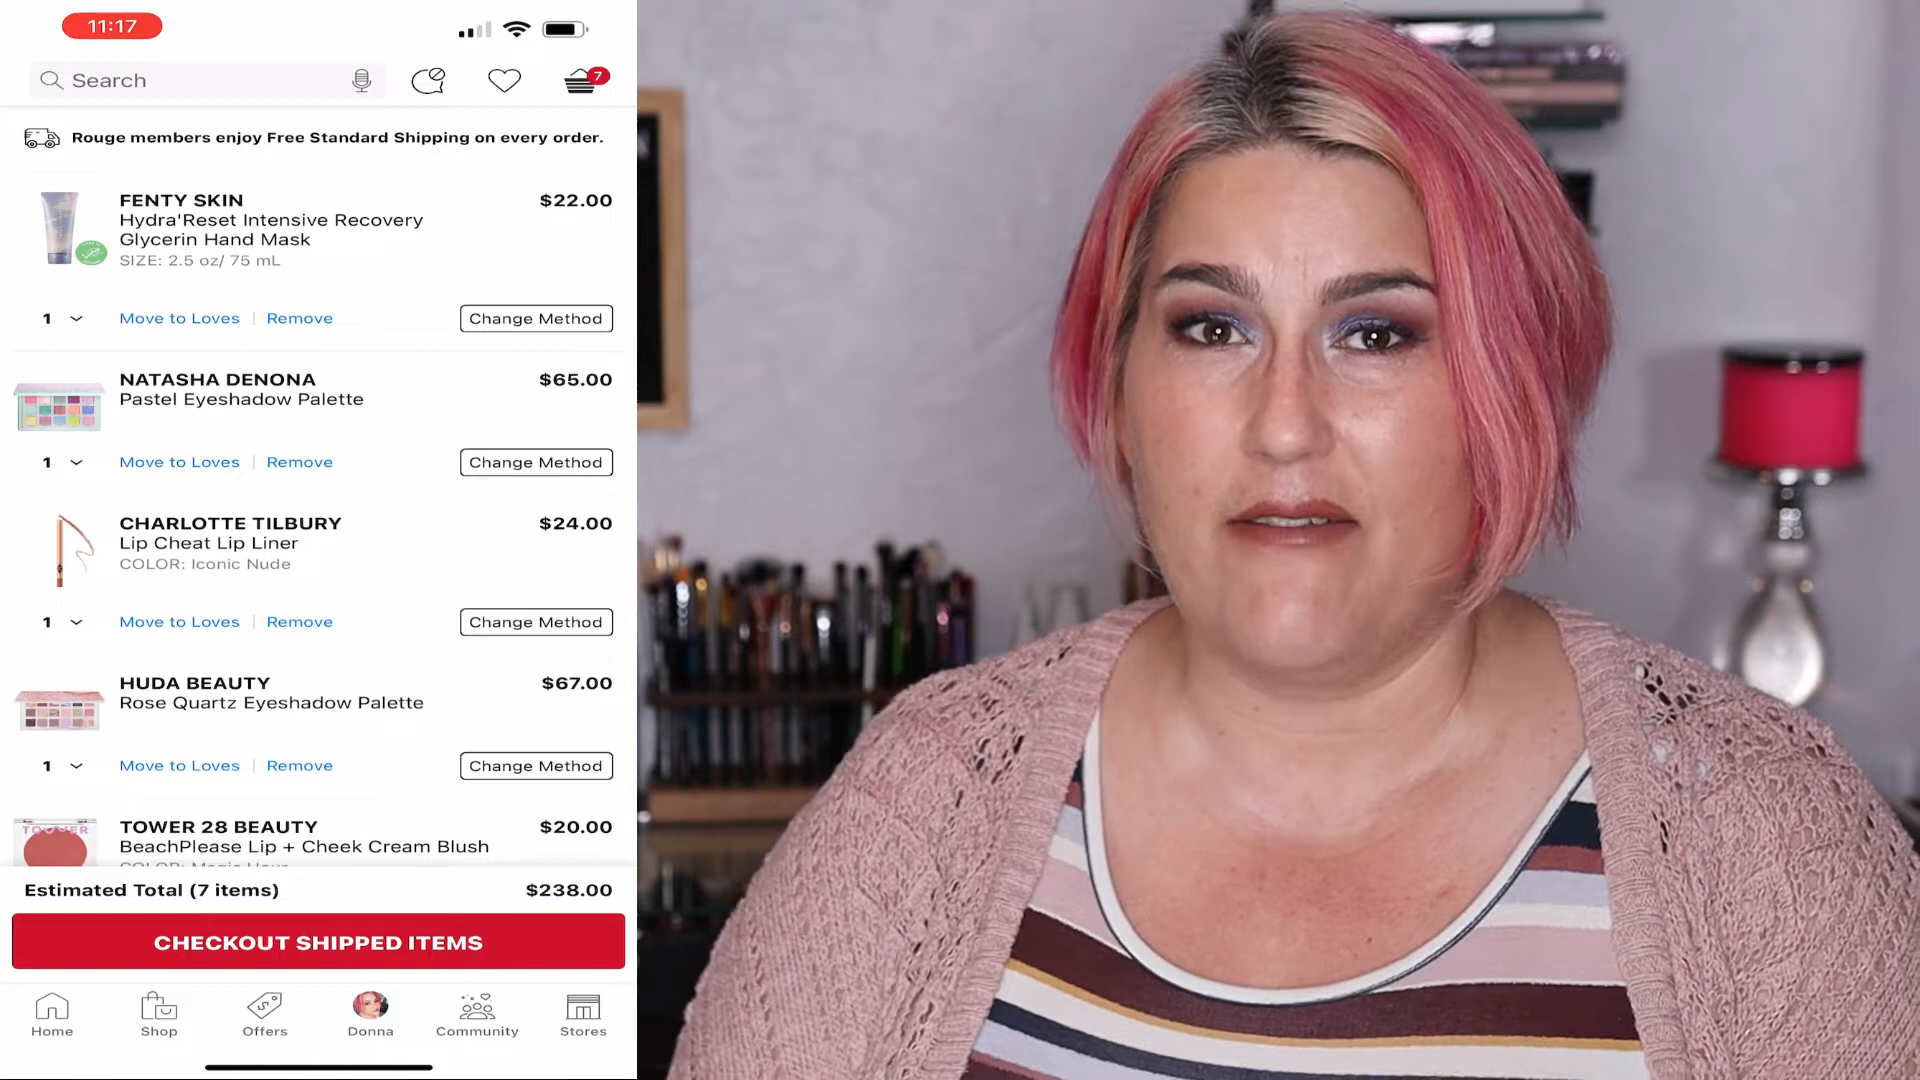 11:17
Search
7
Rouge members enjoy Free Standard Shipping on every order.
FENTY SKIN
$22.00
Hydra'Reset Intensive Recovery
Glycerin Hand Mask
SIZE: 2.5 oz/ 75 mL
1
Move to Loves | Remove
Change Method
NATASHA DENONA
$65.00
Pastel Eyeshadow Palette
1
Move to Loves | Remove
Change Method
CHARLOTTE TILBURY
$24.00
Lip Cheat Lip Liner
COLOR: Iconic Nude
1
Move to Loves | Remove
Change Method
HUDA BEAUTY
$67.00
Rose Quartz Eyeshadow Palette
1
Move to Loves | Remove
Change Method
TOWER
TOWER 28 BEAUTY
$20.00
BeachPlease Lip + Cheek Cream Blush
COLOR: Magic Hour
Estimated Total (7 items)
$238.00
CHECKOUT SHIPPED ITEMS
Home
Shop
Offers
Donna
Community
Stores